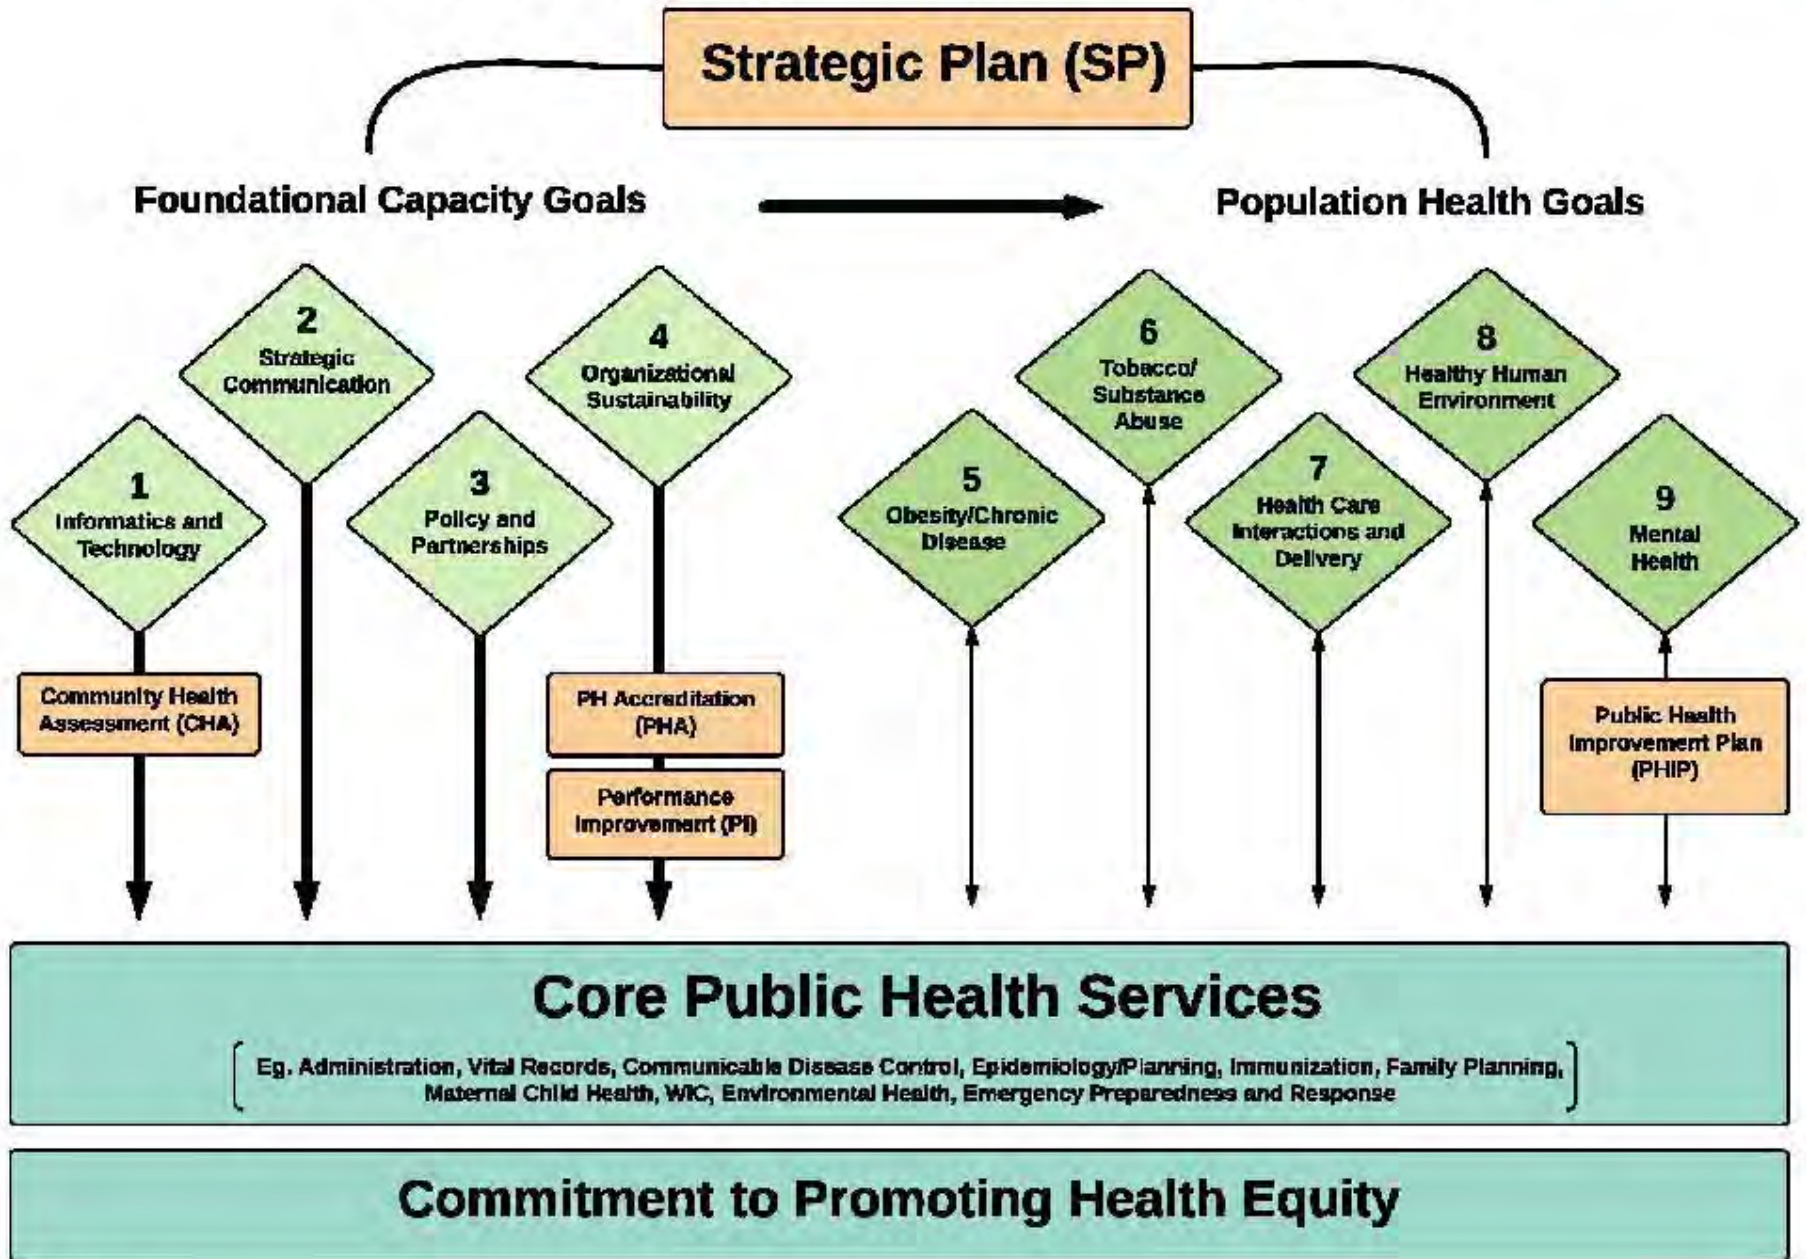 Strategic Plan (SP)
Foundational Capacity Goals
Population Health Goals
1
Informatics and
Technology
2
Strategic
Communication
3
Policy and
Partnerships
4
Organizational
Sustainability
5
Obesity/Chronic
Disease
6
Tobacco/
Substance
Abuse
7
Health Care
Interactions and
Delivery
8
Healthy Human
Environment
9
Mental
Health
Community Health
Assessment (CHA)
PH Accreditation
(PHA)
Performance
Improvement (PI)
Public Health
Improvement Plan
(PHIP)
Core Public Health Services
Eg. Administration, Vital Records, Communicable Disease Control, Epidemiology/Planning, Immunization, Family Planning,
Maternal Child Health, WIC, Environmental Health, Emergency Preparedness and Response
Commitment to Promoting Health Equity